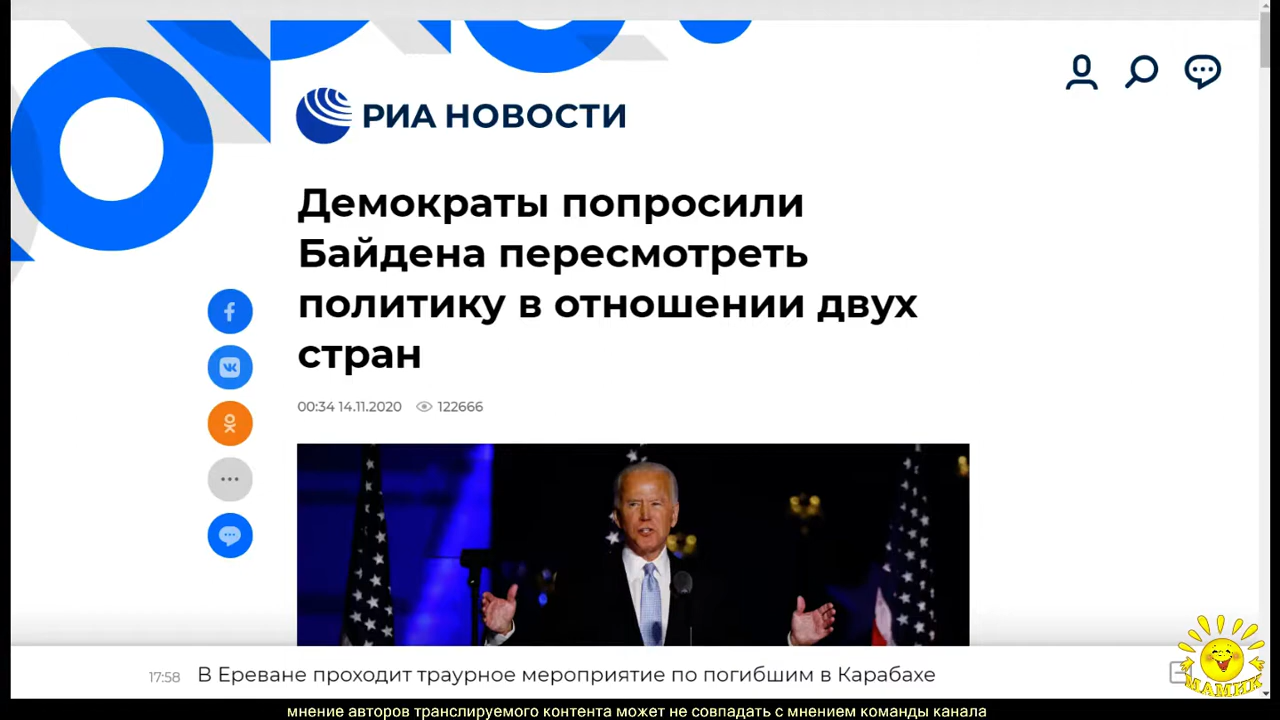 РИА НОВОСТИ
Демократы попросили
Байдена пересмотреть
политику в отношении двух
стран
00:34 14.11.2020 122666
17:58 В Ереване проходит траурное мероприятие по погибшим в Карабахе
МАМИК
мнение авторов транслируемого контента может не совпадать с мнением команды канала